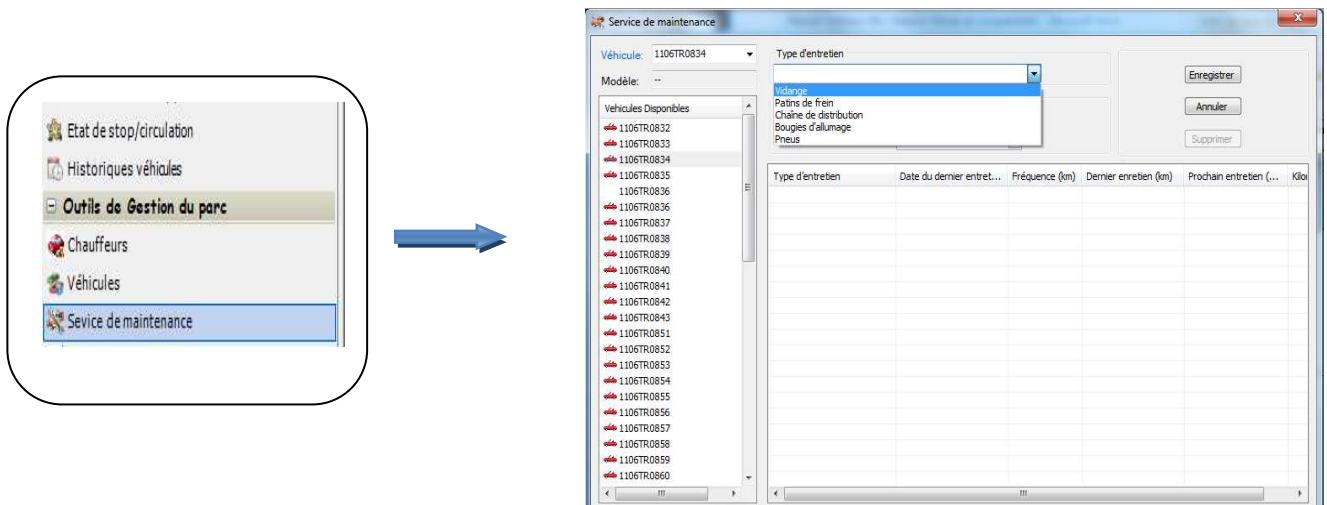 Etat de stop/circulation
Historiques véhicules
Outils de Gestion du parc
Chauffeurs
Véhicules
Sevice de maintenance
Service de maintenance
Véhicule: 1106TR0834
Modèle: --
Vehicules Disponibles
1106TR0832
1106TR0833
1106TR0834
1106TR0835
1106TR0836
1106TR0836
1106TR0837
1106TR0838
1106TR0839
1106TR0840
1106TR0841
1106TR0842
1106TR0843
1106TR0851
1106TR0852
1106TR0853
1106TR0854
1106TR0855
1106TR0856
1106TR0857
1106TR0858
1106TR0859
1106TR0860
Type d'entretien
Vidange
Patins de frein
Chaîne de distribution
Bougies d'allumage
Pneus
Enregistrer
Annuler
Supprimer
Type d'entretien Date du dernier entret... Fréquence (km) Dernier enretien (km) Prochain entretien (... Kilor